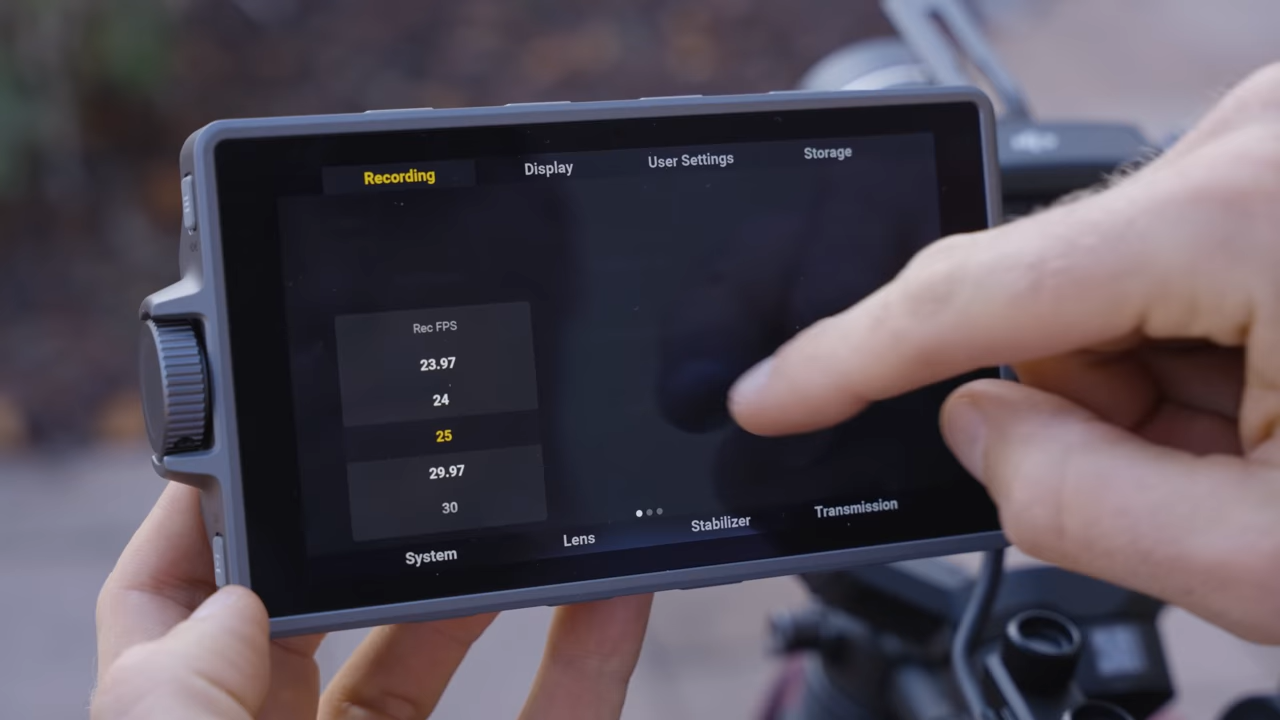 Recording
Display
User Settings
Storage
Rec FPS
23.97
24
25
29.97
30
System
Lens
Stabilizer
Transmission